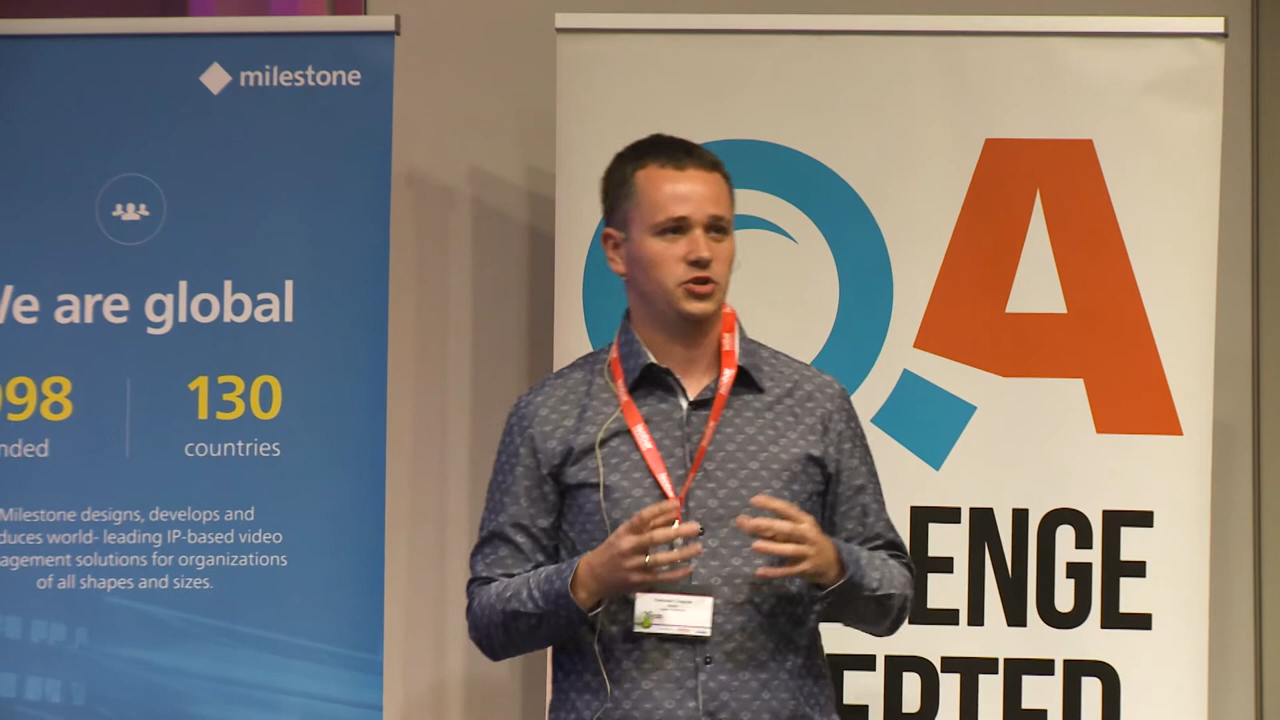 milestone
We are global
998
130
nded
countries
Milestone designs, develops and
duces world- leading IP-based video
agement solutions for organizations
of all shapes and sizes.
QA
ENGE
EPTED